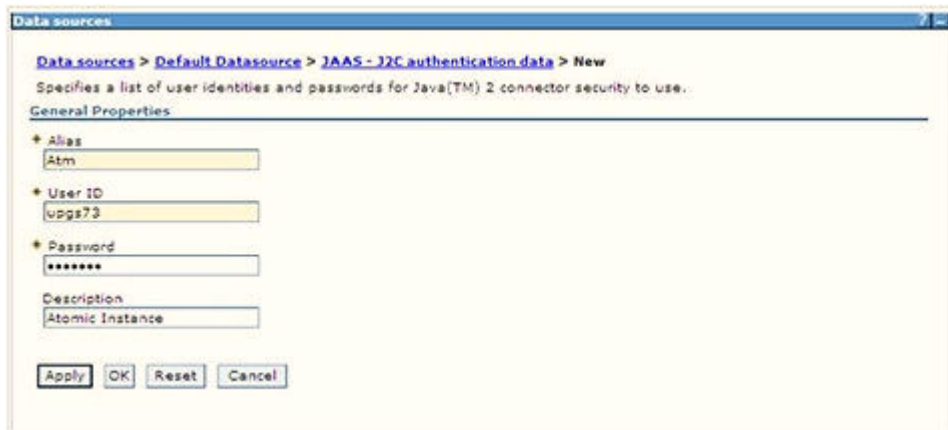 Data sources
? -
Data sources > Default Datasource > JAAS - J2C authentication data > New
Specifies a list of user identities and passwords for Java(TM) 2 connector security to use.
General Properties
Alias
Atm
User ID
upgs73
Password
•••••••
Description
Atomic Instance
Apply OK Reset Cancel